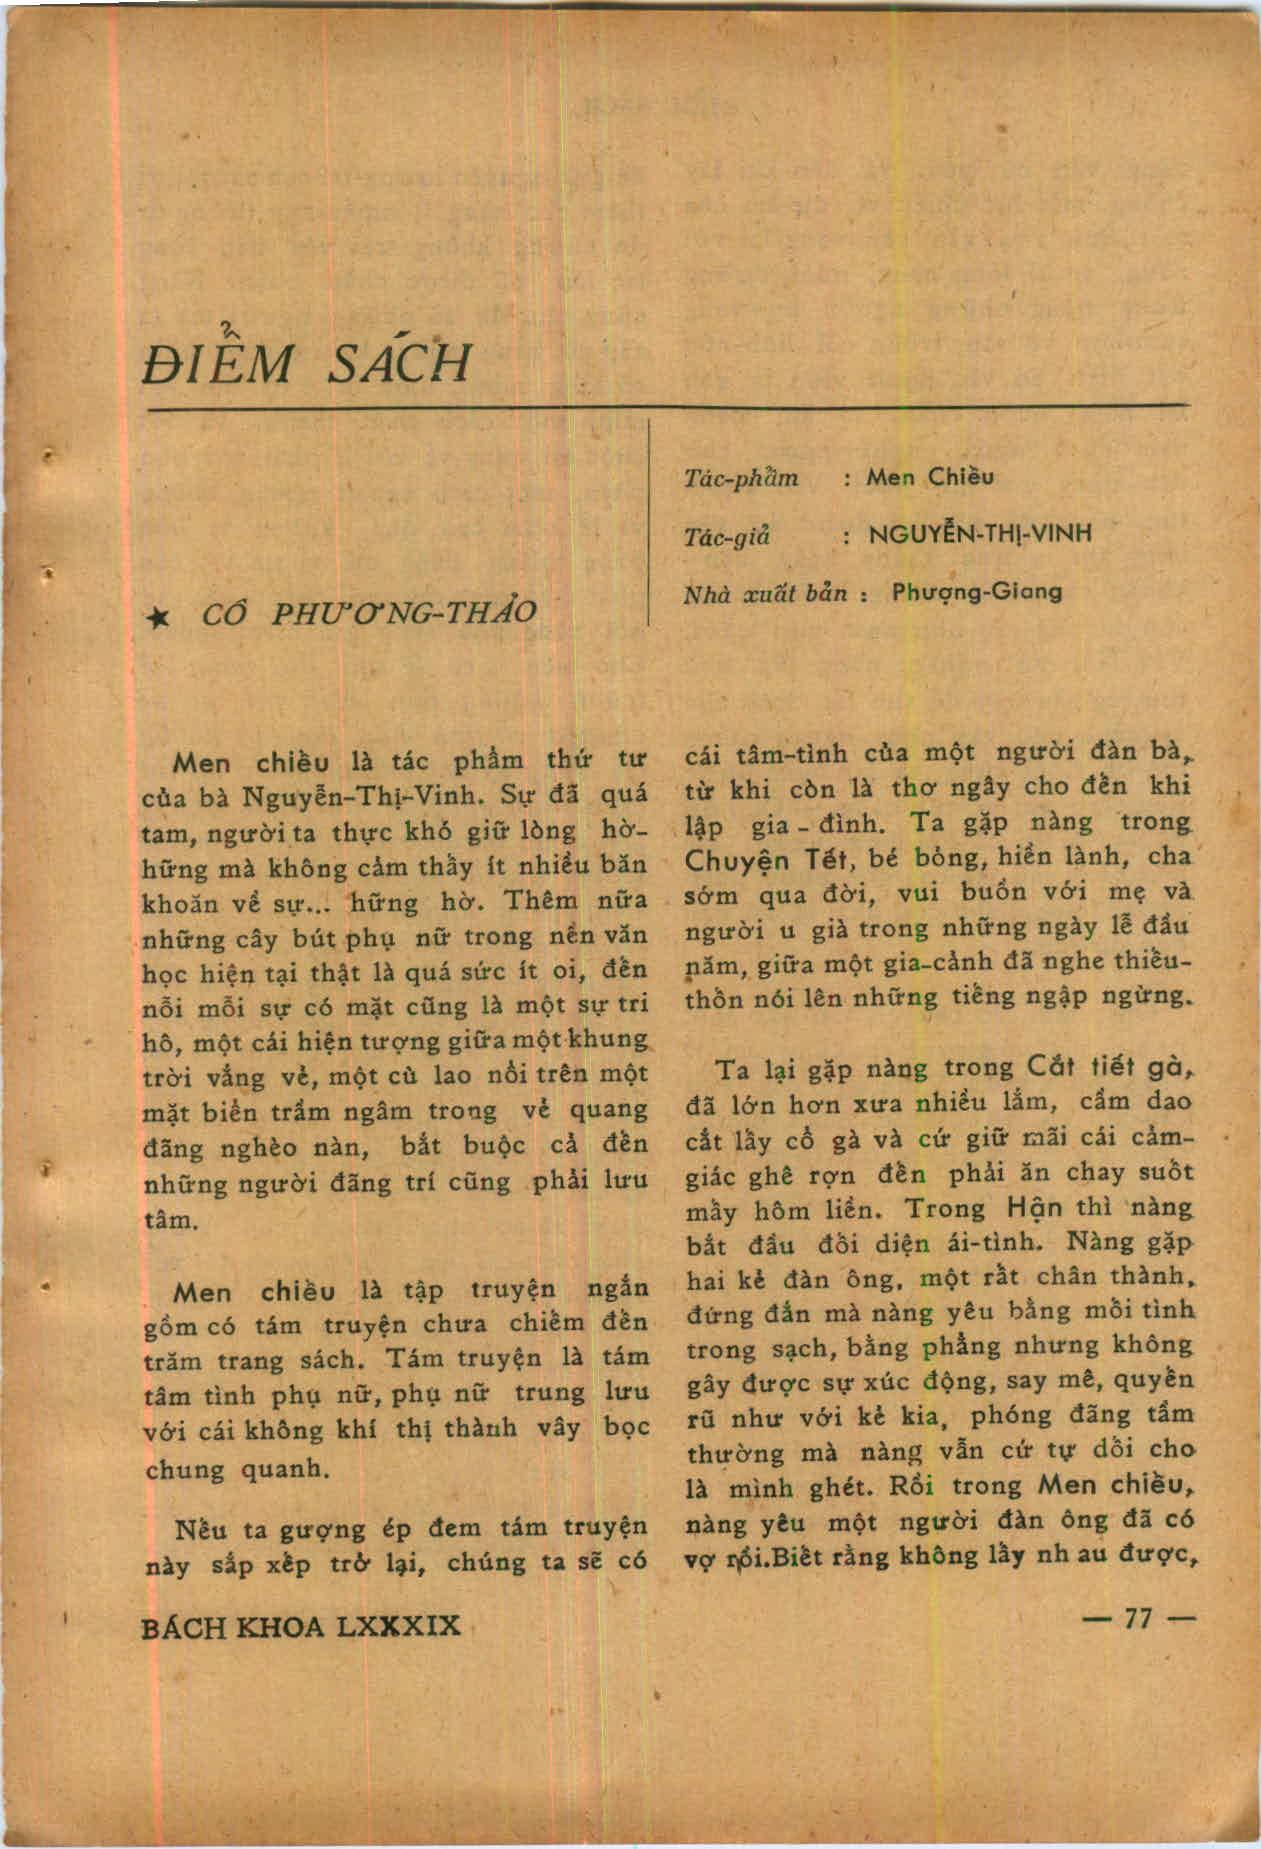 ĐIỂM SÁCH
★ CÔ PHƯƠNG-THẢO
Tác-phẩm : Men Chiều
Tác-giả : NGUYỄN-THỊ-VINH
Nhà xuất bản : Phượng-Giang
Men chiều là tác phẩm thứ tư
của bà Nguyễn-Thị-Vinh. Sự đã quá
tam, người ta thực khó giữ lòng hờ-
hững mà không cảm thấy ít nhiều băn
khoăn về sự... hững hờ. Thêm nữa
những cây bút phụ nữ trong nền văn
học hiện tại thật là quá sức ít oi, đến
nỗi mỗi sự có mặt cũng là một sự tri
hô, một cái hiện tượng giữa một khung
trời vắng vẻ, một cù lao nổi trên một
mặt biển trầm ngâm trong vẻ quang
đãng nghèo nàn, bắt buộc cả đến
những người đãng trí cũng phải lưu
tâm.
Men chiều là tập truyện ngắn
gồm có tám truyện chưa chiếm đến
trăm trang sách. Tám truyện là tám
tâm tình phụ nữ, phụ nữ trung lưu
với cái không khí thị thành vây bọc
chung quanh.
Nếu ta gượng ép đem tám truyện
này sắp xếp trở lại, chúng ta sẽ có
cái tâm-tình của một người đàn bà,
từ khi còn là thơ ngây cho đến khi
lập gia - đình. Ta gặp nàng trong
Chuyện Tết, bé bỏng, hiền lành, cha
sớm qua đời, vui buồn với mẹ và
người u già trong những ngày lễ đầu
năm, giữa một gia-cảnh đã nghe thiếu-
thốn nói lên những tiếng ngập ngừng.
Ta lại gặp nàng trong Cắt tiết gà,
đã lớn hơn xưa nhiều lắm, cầm dao
cắt lấy cổ gà và cứ giữ mãi cái cảm-
giác ghê rợn đến phải ăn chay suốt
mấy hôm liền. Trong Hận thì nàng
bắt đầu đối diện ái-tình. Nàng gặp
hai kẻ đàn ông, một rất chân thành,
đứng đắn mà nàng yêu bằng mối tình
trong sạch, bằng phẳng nhưng không
gây được sự xúc động, say mê, quyến
rũ như với kẻ kia, phóng đãng tầm
thường mà nàng vẫn cứ tự dối cho
là mình ghét. Rồi trong Men chiều,
nàng yêu một người đàn ông đã có
vợ rồi.Biết rằng không lấy nh au được,
BÁCH KHOA LXXXIX
— 77 —